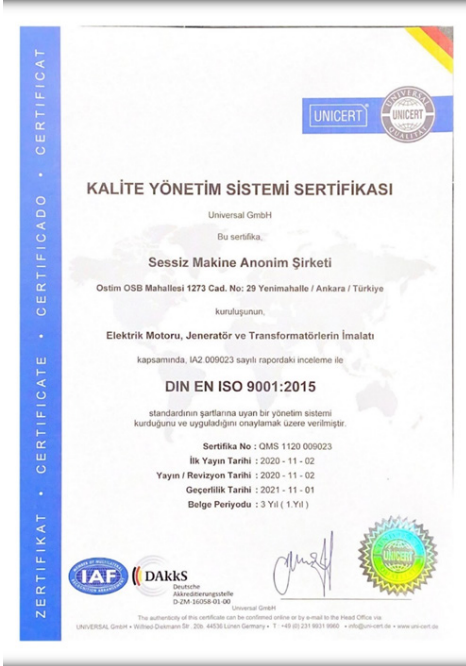 ZERTIFIKAT • CERTIFICATE • CERTIFICADO • CERTIFICAT
UNICERT
UNIVERSAL
UNICERT
KALİTE YÖNETİM SİSTEMİ SERTİFİKASI
Universal GmbH
Bu sertifika,
Sessiz Makine Anonim Şirketi
Ostim OSB Mahallesi 1273 Cad. No: 29 Yenimahalle / Ankara / Türkiye
kuruluşunun,
Elektrik Motoru, Jeneratör ve Transformatörlerin İmalatı
kapsamında, IA2.009023 sayılı rapordaki inceleme ile
DIN EN ISO 9001:2015
standardının şartlarına uyan bir yönetim sistemi
kurduğunu ve uyguladığını onaylamak üzere verilmiştir.
Sertifika No : QMS 1120 009023
İlk Yayın Tarihi : 2020 - 11 - 02
Yayın / Revizyon Tarihi : 2020 - 11 - 02
Geçerlilik Tarihi : 2021 - 11 - 01
Belge Periyodu : 3 Yıl ( 1.Yıl )
IAF
DAkkS
Deutsche
Akkreditierungsstelle
D-ZM-16058-01-00
UNICERT
Universal GmbH
The authenticity of this certificate can be confirmed online or by e-mail to the Head Office via